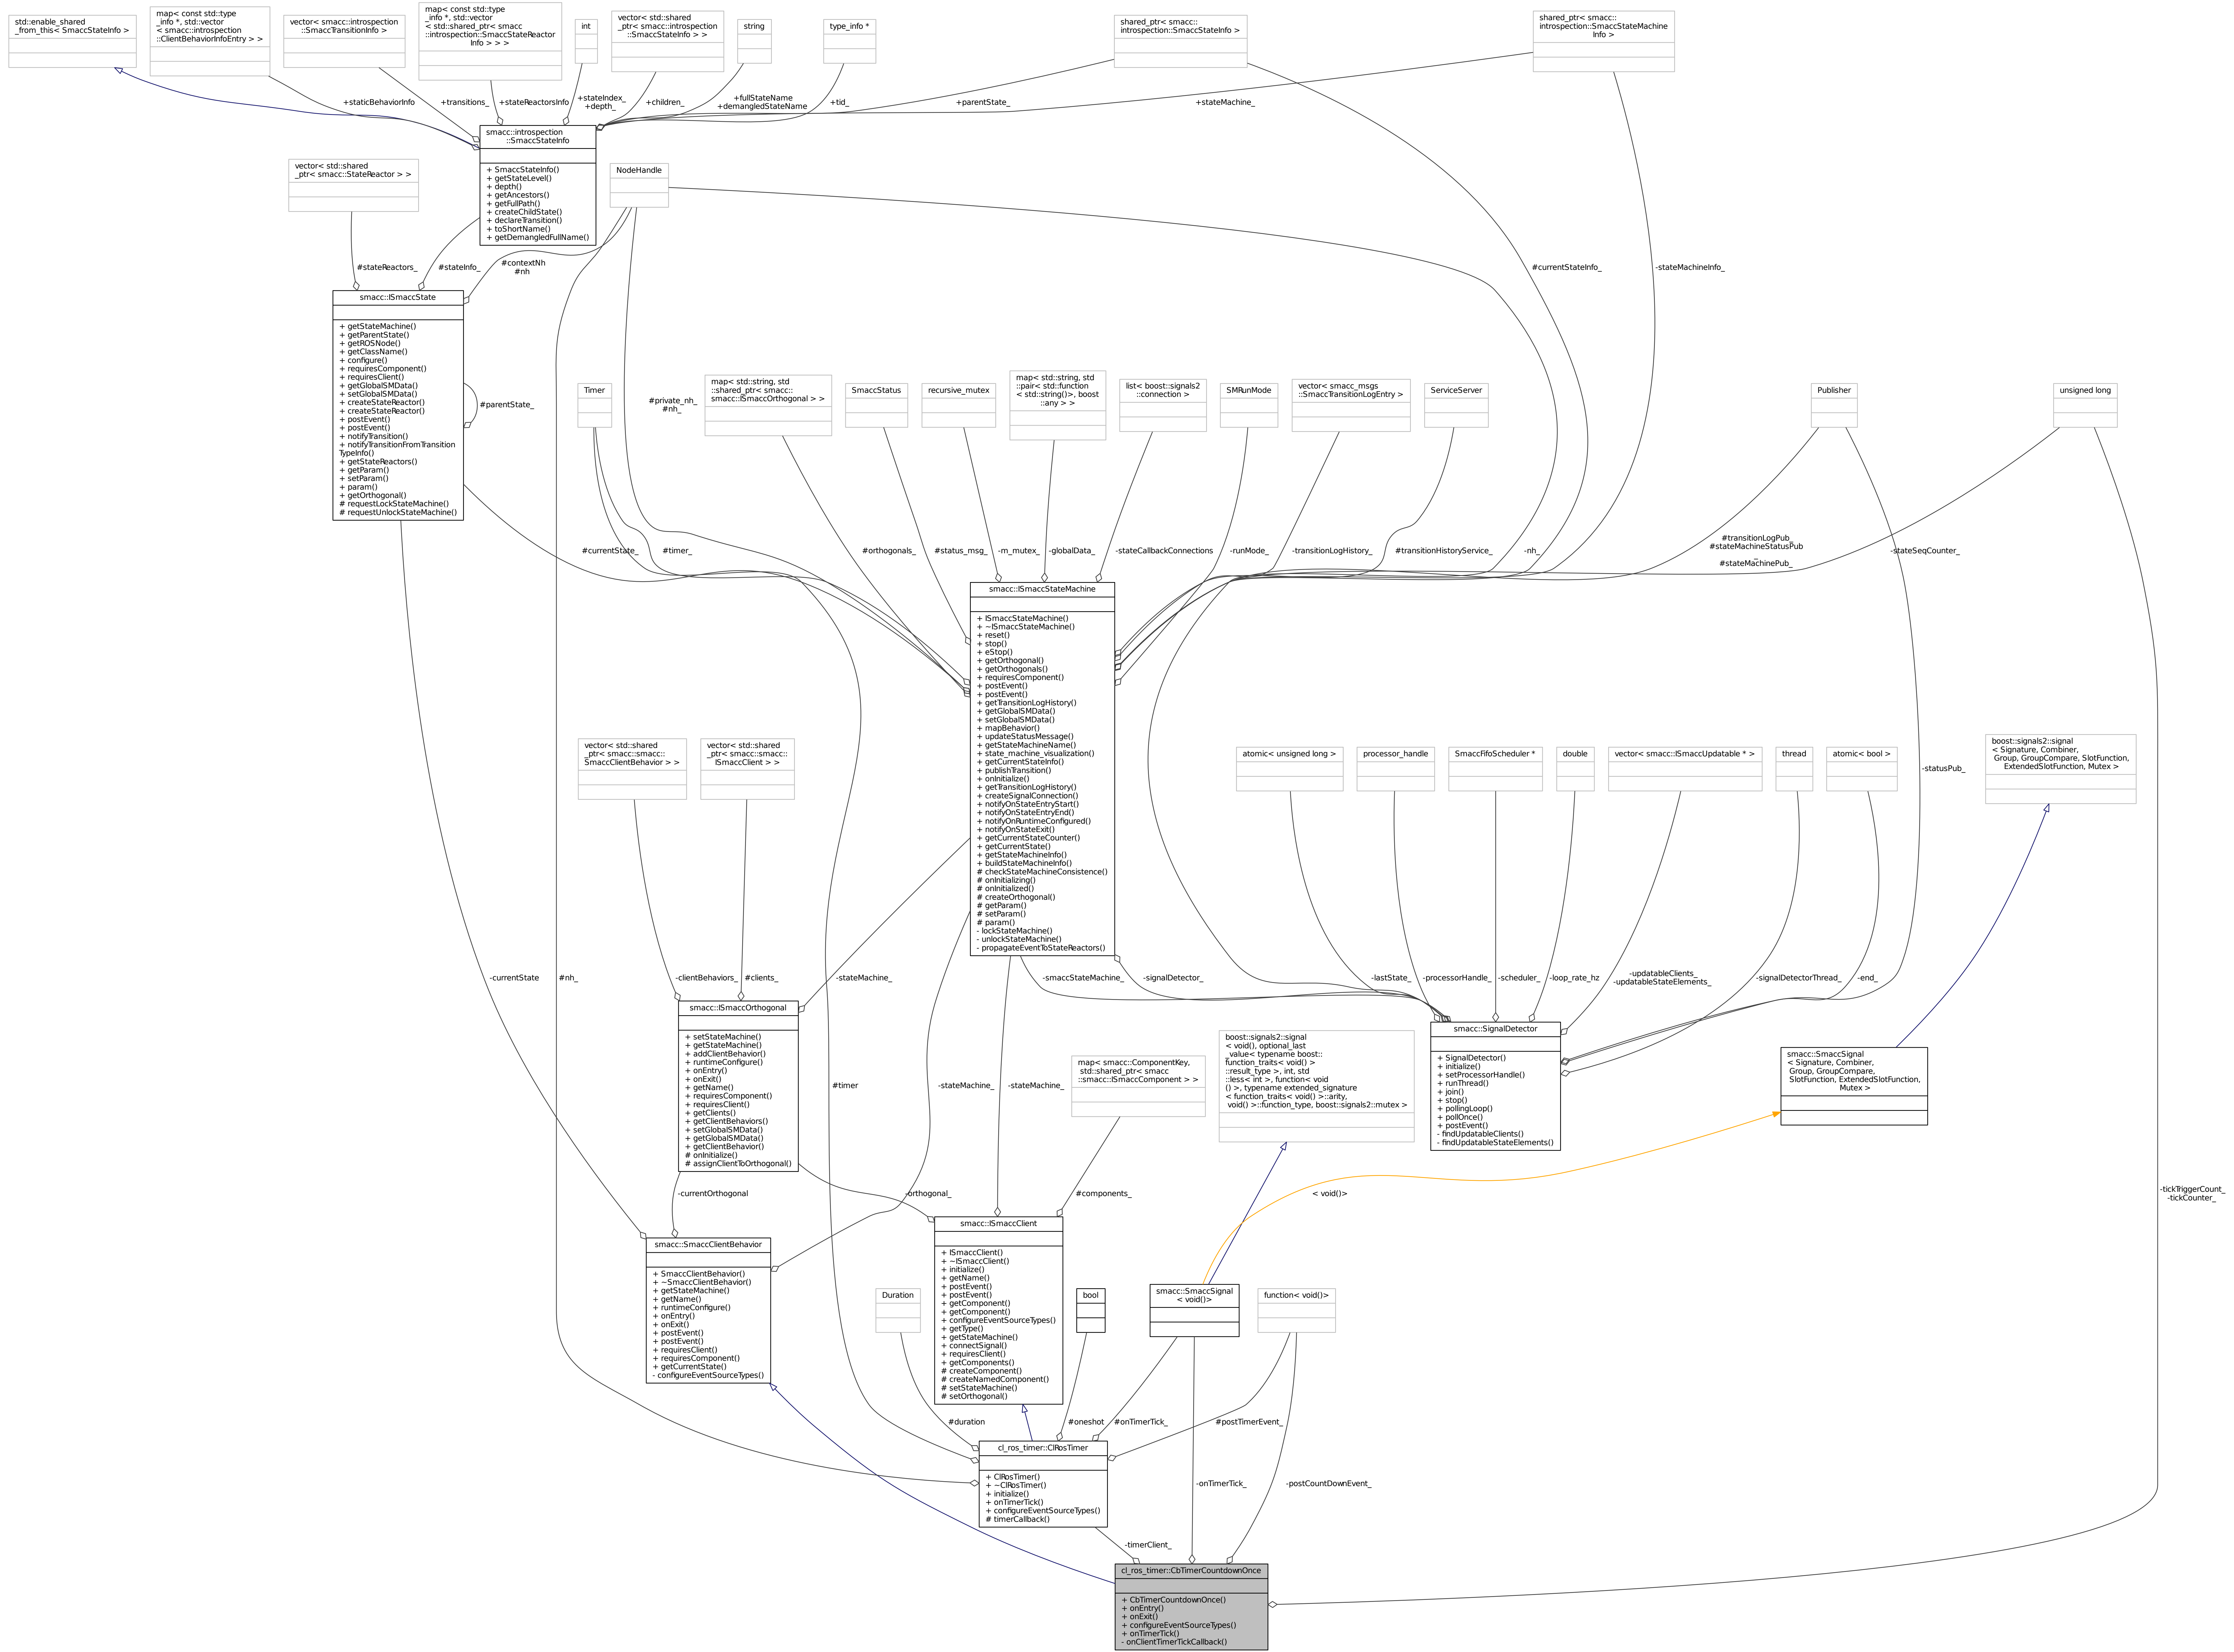 std::enable_shared
_from_this< SmaccStateInfo >
map< const std::type
_info *, std::vector
< smacc::introspection
::ClientBehaviorInfoEntry > >
vector< smacc::introspection
::SmaccTransitionInfo >
map< const std::type
_info *, std::vector
< std::shared_ptr< smacc
::introspection::SmaccStateReactor
Info > > >
int
vector< std::shared
_ptr< smacc::introspection
::SmaccStateInfo > >
string
type_info *
shared_ptr< smacc::
introspection::SmaccStateInfo >
shared_ptr< smacc::
introspection::SmaccStateMachine
Info >
+staticBehaviorInfo
+transitions_
+stateReactorsInfo
+stateIndex_
+depth_
+children_
+fullStateName
+demangledStateName
+tid_
+parentState_
+stateMachine_
smacc::introspection
::SmaccStateInfo
+ SmaccStateInfo()
+ getStateLevel()
+ depth()
+ getAncestors()
+ getFullPath()
+ createChildState()
+ declareTransition()
+ toShortName()
+ getDemangledFullName()
vector< std::shared
_ptr< smacc::StateReactor > >
NodeHandle
#stateReactors_
#stateInfo_
#contextNh
#nh
#currentStateInfo_
-stateMachineInfo_
smacc::ISmaccState
+ getStateMachine()
+ getParentState()
+ getROSNode()
+ getClassName()
+ configure()
+ requiresComponent()
+ requiresClient()
+ getGlobalSMData()
+ setGlobalSMData()
+ createStateReactor()
+ createStateReactor()
+ postEvent()
+ postEvent()
+ notifyTransition()
+ notifyTransitionFromTransition
TypeInfo()
+ getStateReactors()
+ getParam()
+ setParam()
+ param()
+ getOrthogonal()
# requestLockStateMachine()
# requestUnlockStateMachine()
#parentState_
Timer
#private_nh_
#nh_
map< std::string, std
::shared_ptr< smacc::
smacc::ISmaccOrthogonal > >
SmaccStatus
recursive_mutex
map< std::string, std
::pair< std::function
< std::string()>, boost
::any > >
list< boost::signals2
::connection >
SMRunMode
vector< smacc_msgs
::SmaccTransitionLogEntry >
ServiceServer
Publisher
unsigned long
#currentState_
#timer_
#orthogonals_
#status_msg_
-m_mutex_
-globalData_
-stateCallbackConnections
-runMode_
-transitionLogHistory_
#transitionHistoryService_
-nh_
#transitionLogPub_
#stateMachineStatusPub
_
#stateMachinePub_
-stateSeqCounter_
smacc::ISmaccStateMachine
+ ISmaccStateMachine()
+ ~ISmaccStateMachine()
+ reset()
+ stop()
+ eStop()
+ getOrthogonal()
+ getOrthogonals()
+ requiresComponent()
+ postEvent()
+ postEvent()
+ getTransitionLogHistory()
+ getGlobalSMData()
+ setGlobalSMData()
+ mapBehavior()
+ updateStatusMessage()
+ getStateMachineName()
+ state_machine_visualization()
+ getCurrentStateInfo()
+ publishTransition()
+ onInitialize()
+ getTransitionLogHistory()
+ createSignalConnection()
+ notifyOnStateEntryStart()
+ notifyOnStateEntryEnd()
+ notifyOnRuntimeConfigured()
+ notifyOnStateExit()
+ getCurrentStateCounter()
+ getCurrentState()
+ getStateMachineInfo()
+ buildStateMachineInfo()
# checkStateMachineConsistence()
# onInitializing()
# onInitialized()
# createOrthogonal()
# getParam()
# setParam()
# param()
- lockStateMachine()
- unlockStateMachine()
- propagateEventToStateReactors()
vector< std::shared
_ptr< smacc::smacc::
SmaccClientBehavior > >
vector< std::shared
_ptr< smacc::smacc::
ISmaccClient > >
atomic< unsigned long >
processor_handle
SmaccFifoScheduler *
double
vector< smacc::ISmaccUpdatable * >
thread
atomic< bool >
-statusPub_
boost::signals2::signal
< Signature, Combiner,
Group, GroupCompare, SlotFunction,
ExtendedSlotFunction, Mutex >
-currentState
#nh_
-clientBehaviors_
#clients_
-stateMachine_
-smaccStateMachine_
-signalDetector_
-lastState_
-processorHandle_
-scheduler_
-loop_rate_hz
-updatableClients_
-updatableStateElements_
-signalDetectorThread_
-end_
smacc::ISmaccOrthogonal
+ setStateMachine()
+ getStateMachine()
+ addClientBehavior()
+ runtimeConfigure()
+ onEntry()
+ onExit()
+ getName()
+ requiresComponent()
+ requiresClient()
+ getClients()
+ getClientBehaviors()
+ setGlobalSMData()
+ getGlobalSMData()
+ getClientBehavior()
# onInitialize()
# assignClientToOrthogonal()
#timer
-stateMachine_
-stateMachine_
map< smacc::ComponentKey,
std::shared_ptr< smacc
::smacc::ISmaccComponent > >
boost::signals2::signal
< void(), optional_last
_value< typename boost::
function_traits< void() >
::result_type >, int, std
::less< int >, function< void
() >, typename extended_signature
< function_traits< void() >::arity,
void() >::function_type, boost::signals2::mutex >
smacc::SignalDetector
+ SignalDetector()
+ initialize()
+ setProcessorHandle()
+ runThread()
+ join()
+ stop()
+ pollingLoop()
+ pollOnce()
+ postEvent()
- findUpdatableClients()
- findUpdatableStateElements()
smacc::SmaccSignal
< Signature, Combiner,
Group, GroupCompare,
SlotFunction, ExtendedSlotFunction,
Mutex >
-currentOrthogonal
-orthogonal_
#components_
< void()>
-tickTriggerCount_
-tickCounter_
smacc::SmaccClientBehavior
+ SmaccClientBehavior()
+ ~SmaccClientBehavior()
+ getStateMachine()
+ getName()
+ runtimeConfigure()
+ onEntry()
+ onExit()
+ postEvent()
+ postEvent()
+ requiresClient()
+ requiresComponent()
+ getCurrentState()
- configureEventSourceTypes()
Duration
smacc::ISmaccClient
+ ISmaccClient()
+ ~ISmaccClient()
+ initialize()
+ getName()
+ postEvent()
+ postEvent()
+ getComponent()
+ getComponent()
+ configureEventSourceTypes()
+ getType()
+ getStateMachine()
+ connectSignal()
+ requiresClient()
+ getComponents()
# createComponent()
# createNamedComponent()
# setStateMachine()
# setOrthogonal()
bool
smacc::SmaccSignal
< void()>
function< void()>
#duration
#oneshot
#onTimerTick_
#postTimerEvent_
cl_ros_timer::ClRosTimer
+ ClRosTimer()
+ ~ClRosTimer()
+ initialize()
+ onTimerTick()
+ configureEventSourceTypes()
# timerCallback()
-onTimerTick_
-postCountDownEvent_
-timerClient_
cl_ros_timer::CbTimerCountdownOnce
+ CbTimerCountdownOnce()
+ onEntry()
+ onExit()
+ configureEventSourceTypes()
+ onTimerTick()
- onClientTimerTickCallback()